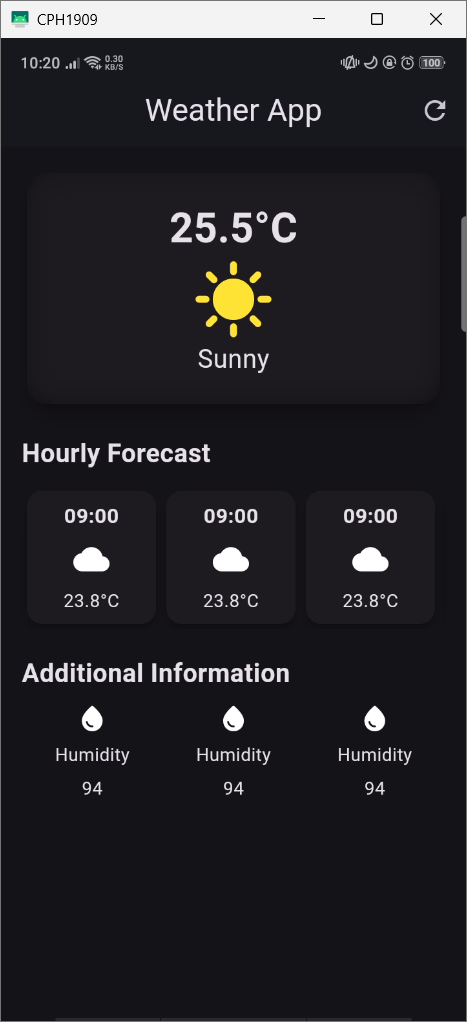 CPH1909
10:20 0.30 KB/S 100
Weather App
25.5°C
Sunny
Hourly Forecast
09:00 09:00 09:00
23.8°C 23.8°C 23.8°C
Additional Information
Humidity Humidity Humidity
94 94 94